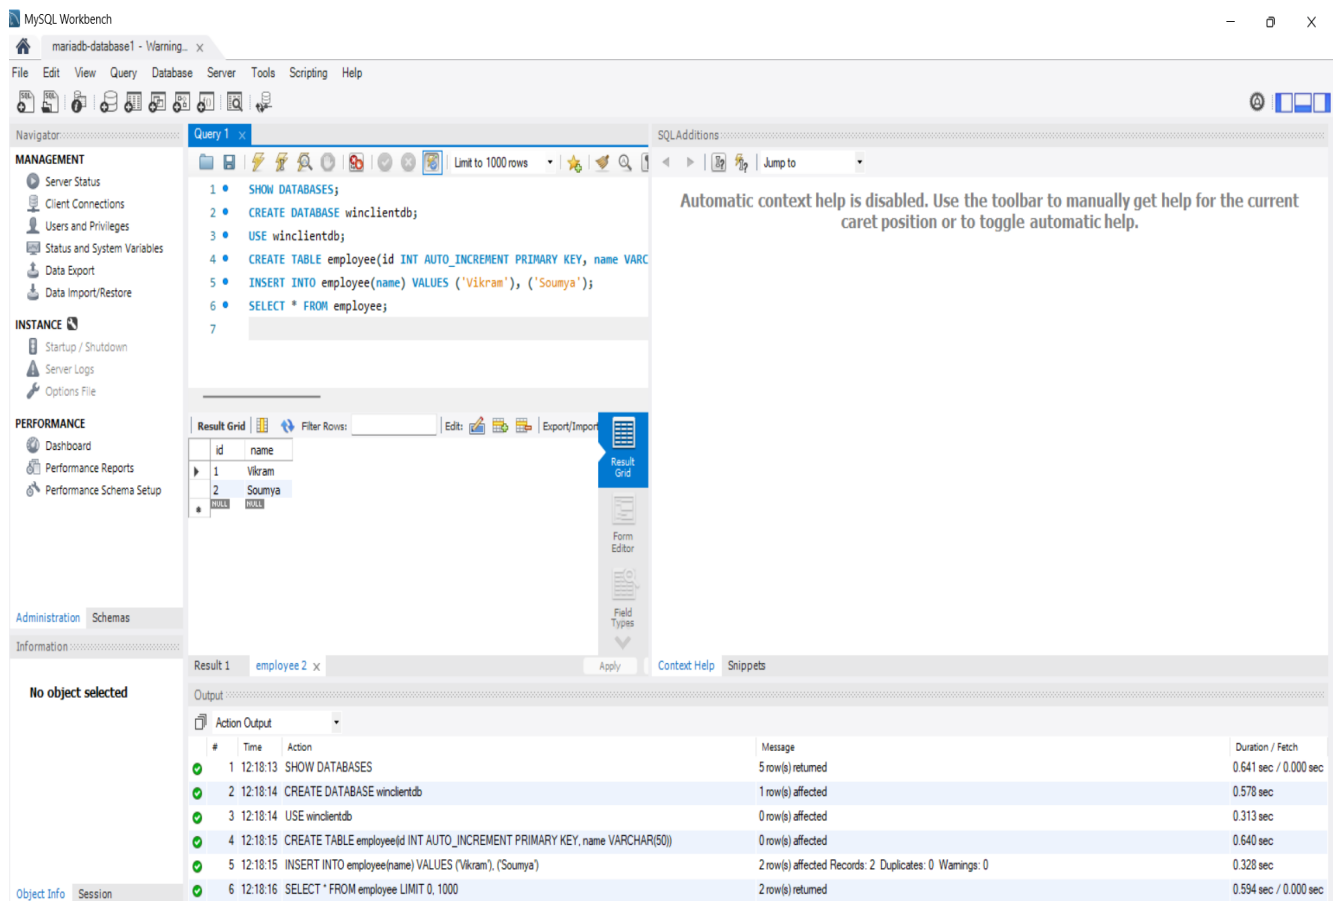 MySQL Workbench
mariadb-database1 - Warning...
File Edit View Query Database Server Tools Scripting Help
Navigator
MANAGEMENT
Server Status
Client Connections
Users and Privileges
Status and System Variables
Data Export
Data Import/Restore
INSTANCE
Startup / Shutdown
Server Logs
Options File
PERFORMANCE
Dashboard
Performance Reports
Performance Schema Setup
Administration Schemas
Information
No object selected
Object Info Session
Query 1
Limit to 1000 rows
1 SHOW DATABASES;
2 CREATE DATABASE winclientdb;
3 USE winclientdb;
4 CREATE TABLE employee(id INT AUTO_INCREMENT PRIMARY KEY, name VARC
5 INSERT INTO employee(name) VALUES ('Vikram'), ('Soumya');
6 SELECT * FROM employee;
7
Result Grid Filter Rows: Edit: Export/Import
id name
1 Vikram
2 Soumya
NULL NULL
Result
Grid
Form
Editor
Field
Types
Result 1 employee 2 Apply
SQLAdditions
Jump to
Automatic context help is disabled. Use the toolbar to manually get help for the current
caret position or to toggle automatic help.
Context Help Snippets
Output
Action Output
# Time Action Message Duration / Fetch
1 12:18:13 SHOW DATABASES 5 row(s) returned 0.641 sec / 0.000 sec
2 12:18:14 CREATE DATABASE winclientdb 1 row(s) affected 0.578 sec
3 12:18:14 USE winclientdb 0 row(s) affected 0.313 sec
4 12:18:15 CREATE TABLE employee(id INT AUTO_INCREMENT PRIMARY KEY, name VARCHAR(50)) 0 row(s) affected 0.640 sec
5 12:18:15 INSERT INTO employee(name) VALUES ('Vikram'), ('Soumya') 2 row(s) affected Records: 2 Duplicates: 0 Warnings: 0 0.328 sec
6 12:18:16 SELECT * FROM employee LIMIT 0, 1000 2 row(s) returned 0.594 sec / 0.000 sec